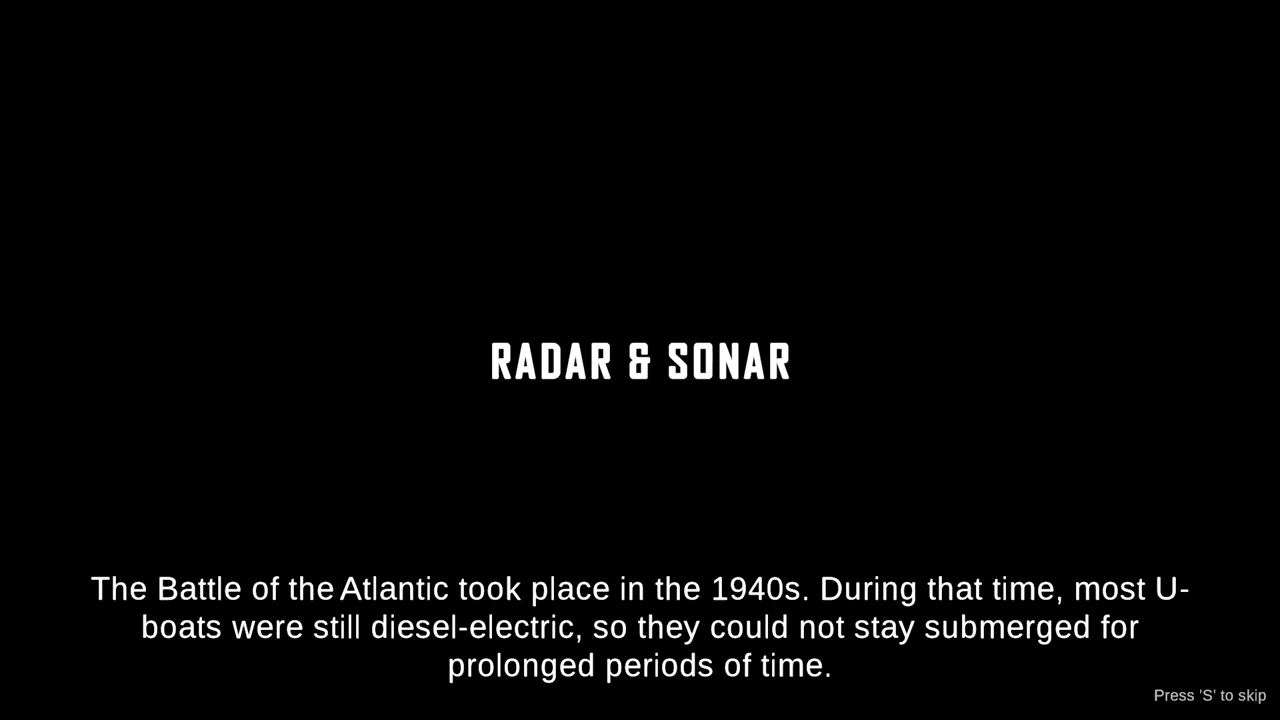 RADAR & SONAR
The Battle of the Atlantic took place in the 1940s. During that time, most U-
boats were still diesel-electric, so they could not stay submerged for
prolonged periods of time.
Press 'S' to skip